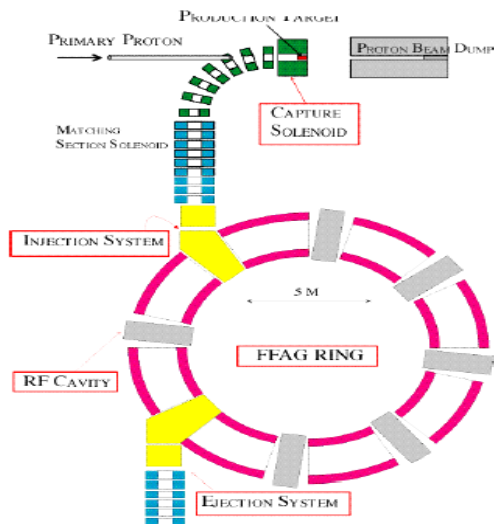 PRODUCTION TARGET
PRIMARY PROTON
PROTON BEAM DUMP
CAPTURE
SOLENOID
MATCHING
SECTION SOLENOID
INJECTION SYSTEM
5 M
FFAG RING
RF CAVITY
EJECTION SYSTEM